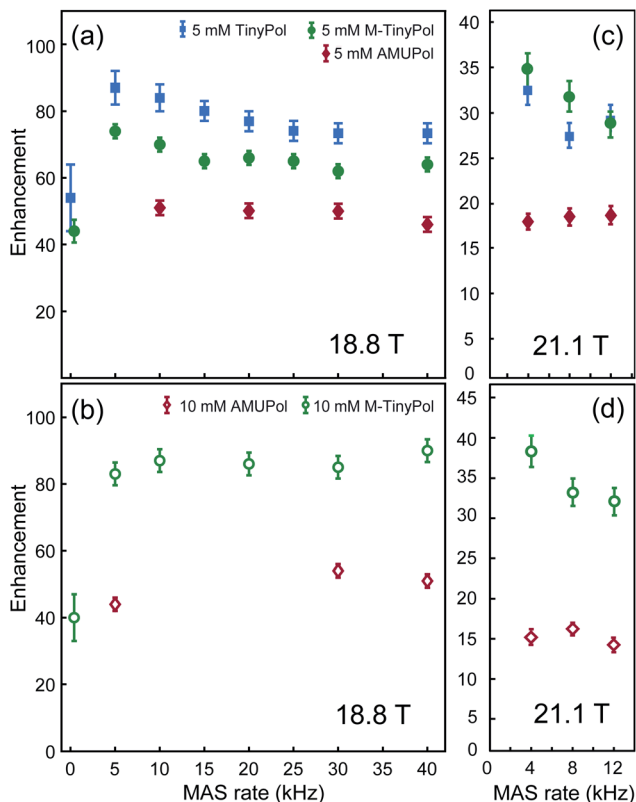 (a)
5 mM TinyPol
5 mM M-TinyPol
5 mM AMUPol
Enhancement
100
80
60
40
20
18.8 T
(c)
40
35
30
25
20
15
10
5
0
21.1 T
(b)
10 mM AMUPol
10 mM M-TinyPol
Enhancement
100
80
60
40
20
0
18.8 T
0 5 10 15 20 25 30 35 40
MAS rate (kHz)
(d)
45
40
35
30
25
20
15
10
5
0
21.1 T
0 4 8 12
MAS rate (kHz)